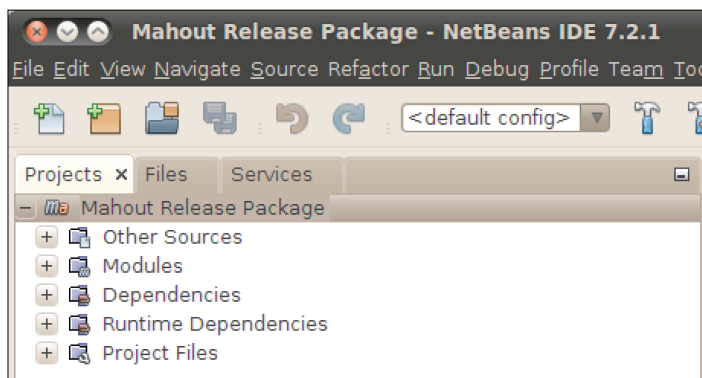 Mahout Release Package - NetBeans IDE 7.2.1
File Edit View Navigate Source Refactor Run Debug Profile Team Too
<default config>
Projects x Files Services
Mahout Release Package
Other Sources
Modules
Dependencies
Runtime Dependencies
Project Files